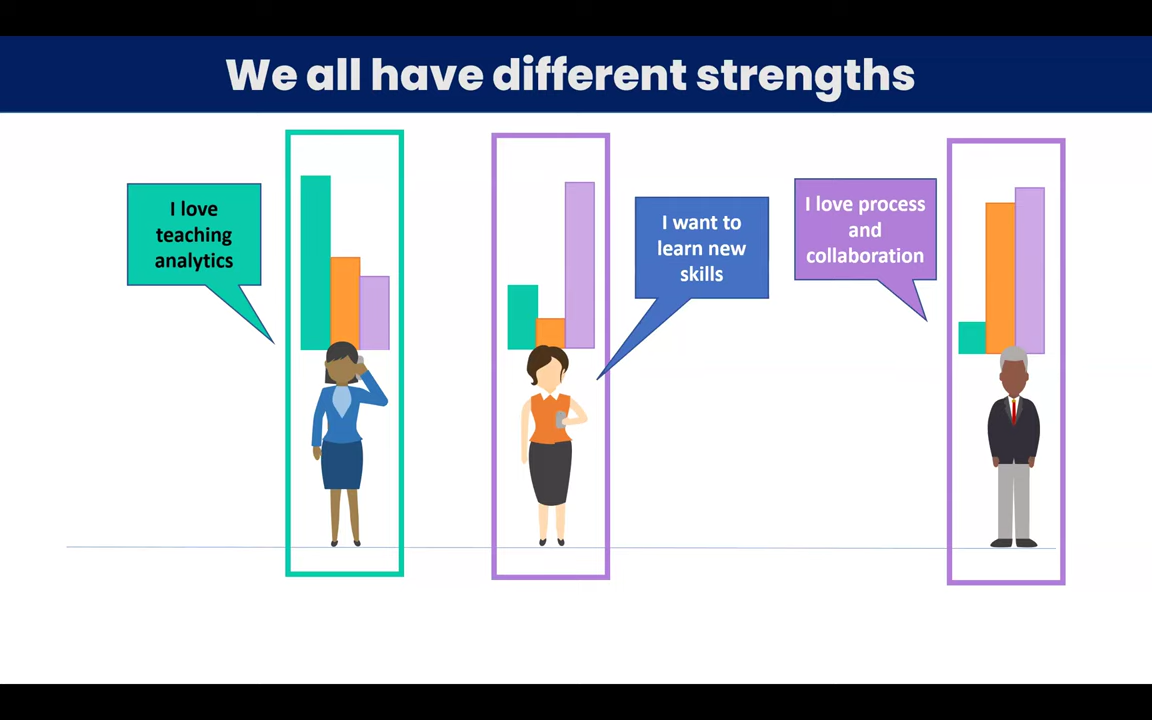 We all have different strengths
I love
teaching
analytics
I want to
learn new
skills
I love process
and
collaboration